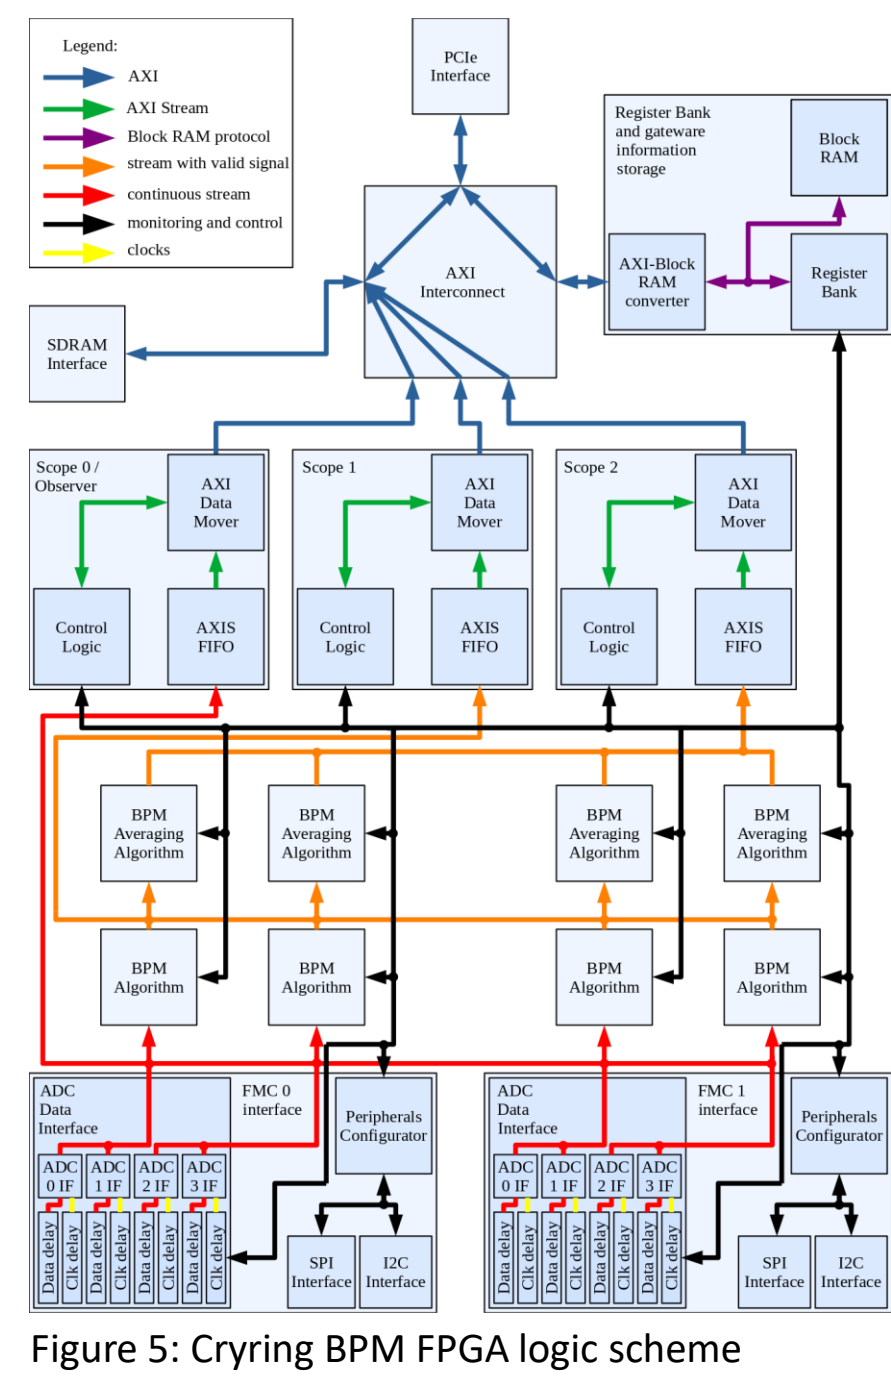 Legend:
AXI
AXI Stream
Block RAM protocol
stream with valid signal
continuous stream
monitoring and control
clocks
PCIe
Interface
Register Bank
and gateware
information
storage
Block
RAM
AXI
Interconnect
AXI-Block
RAM
converter
Register
Bank
SDRAM
Interface
Scope 0 /
Observer
AXI
Data
Mover
Control
Logic
AXIS
FIFO
Scope 1
AXI
Data
Mover
Control
Logic
AXIS
FIFO
Scope 2
AXI
Data
Mover
Control
Logic
AXIS
FIFO
BPM
Averaging
Algorithm
BPM
Averaging
Algorithm
BPM
Averaging
Algorithm
BPM
Averaging
Algorithm
BPM
Algorithm
BPM
Algorithm
BPM
Algorithm
BPM
Algorithm
ADC
Data
Interface
FMC 0
interface
Peripherals
Configurator
ADC
0 IF
ADC
1 IF
ADC
2 IF
ADC
3 IF
Data delay
Clk delay
Data delay
Clk delay
Data delay
Clk delay
Data delay
Clk delay
SPI
Interface
I2C
Interface
ADC
Data
Interface
FMC 1
interface
Peripherals
Configurator
ADC
0 IF
ADC
1 IF
ADC
2 IF
ADC
3 IF
Data delay
Clk delay
Data delay
Clk delay
Data delay
Clk delay
Data delay
Clk delay
SPI
Interface
I2C
Interface
Figure 5: Cryring BPM FPGA logic scheme